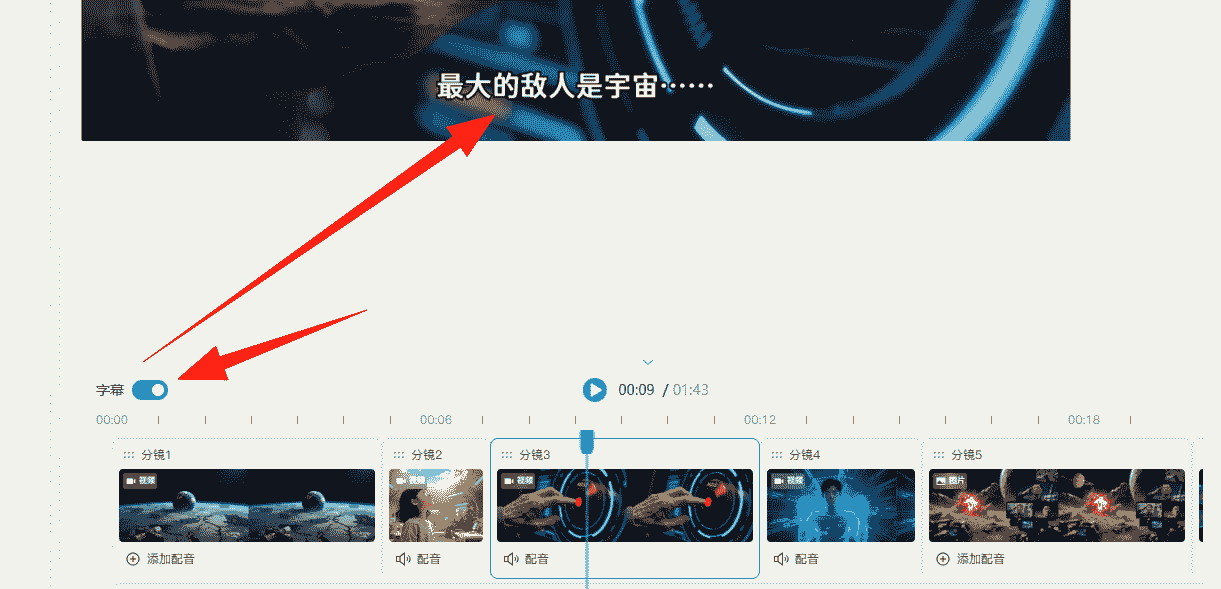 最大的敌人是宇宙······
字幕
00:09 / 01:43
00:00 00:06 00:12 00:18
分镜1 分镜2 分镜3 分镜4 分镜5
视频 视频 视频 视频 照片
添加配音 配音 配音 配音 添加配音